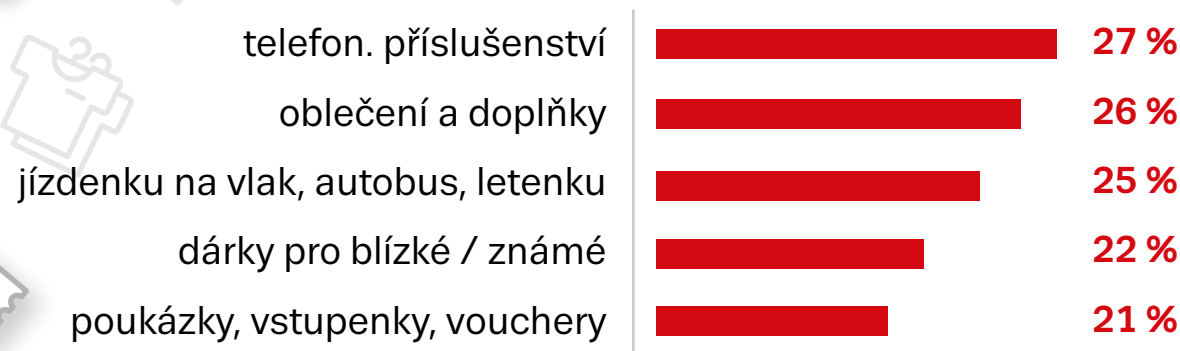 telefon. příslušenství 27 %
oblečení a doplňky 26 %
jízdenku na vlak, autobus, letenku 25 %
dárky pro blízké / známé 22 %
poukázky, vstupenky, vouchery 21 %